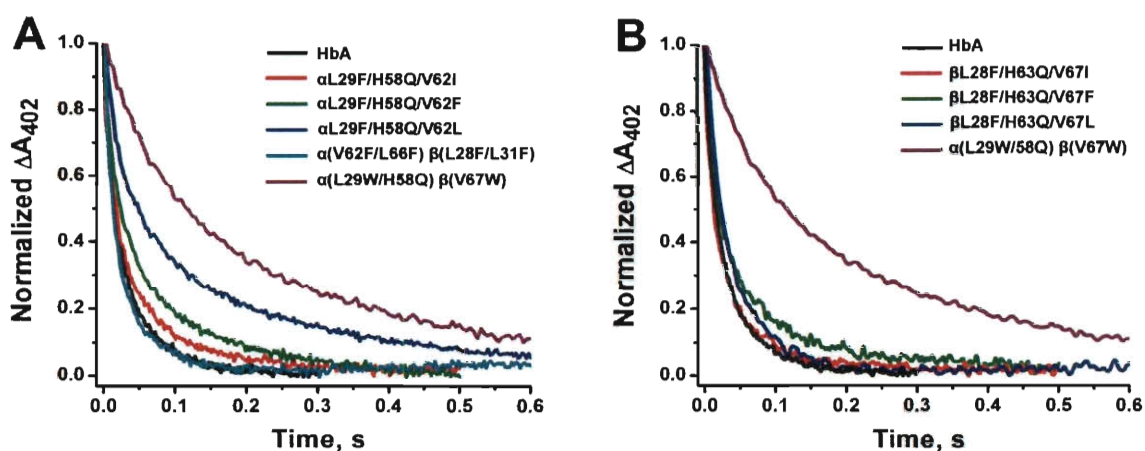 A
HbA
αL29F/H58Q/V62I
αL29F/H58Q/V62F
αL29F/H58Q/V62L
α(V62F/L66F) β(L28F/L31F)
α(L29W/H58Q) β(V67W)
Normalized ΔA402
1.0
0.8
0.6
0.4
0.2
0.0
0.0 0.1 0.2 0.3 0.4 0.5 0.6
Time, s
B
HbA
βL28F/H63Q/V67I
βL28F/H63Q/V67F
βL28F/H63Q/V67L
α(L29W/58Q) β(V67W)
Normalized ΔA402
1.0
0.8
0.6
0.4
0.2
0.0
0.0 0.1 0.2 0.3 0.4 0.5 0.6
Time, s